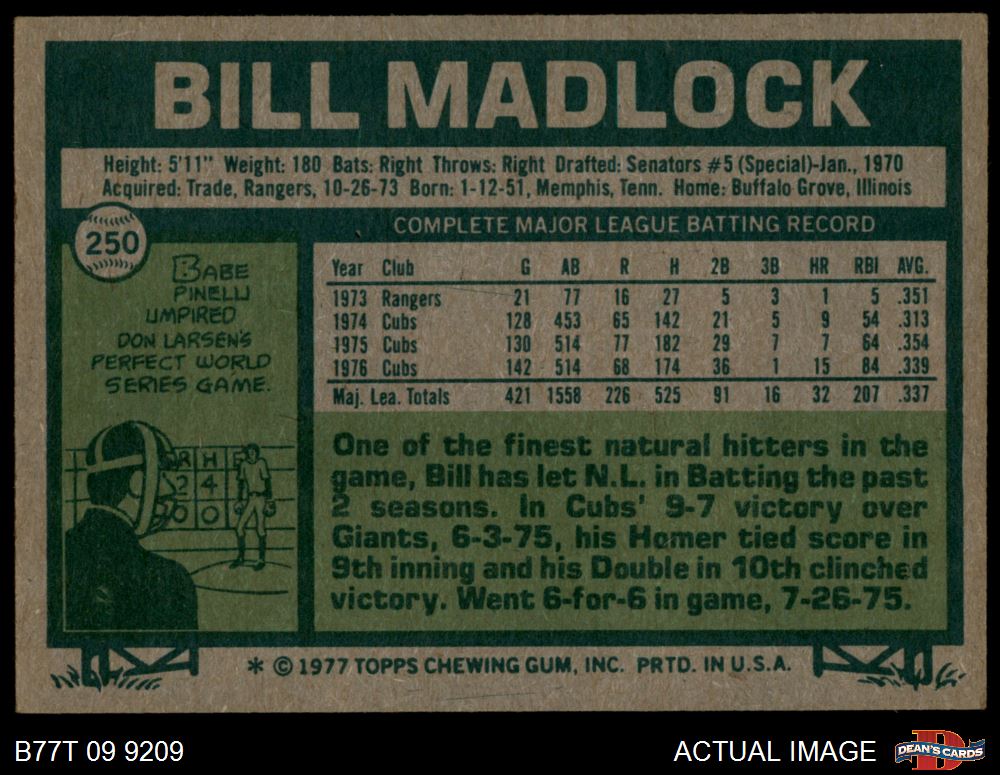 BILL MADLOCK
Height: 5'11" Weight: 180 Bats: Right Throws: Right Drafted: Senators #5 (Special)-Jan., 1970
Acquired: Trade, Rangers, 10-26-73 Born: 1-12-51, Memphis, Tenn. Home: Buffalo Grove, Illinois
250
BABE
PINELLI
UMPIRED
DON LARSEN'S
PERFECT WORLD
SERIES GAME.
R H E
2 4
0 0
COMPLETE MAJOR LEAGUE BATTING RECORD
Year Club G AB R H 2B 3B HR RBI AVG.
1973 Rangers 21 77 16 27 5 3 1 5 .351
1974 Cubs 128 453 65 142 21 5 9 54 .313
1975 Cubs 130 514 77 182 29 7 7 64 .354
1976 Cubs 142 514 68 174 36 1 15 84 .339
Maj. Lea. Totals 421 1558 226 525 91 16 32 207 .337
One of the finest natural hitters in the
game, Bill has let N.L. in Batting the past
2 seasons. In Cubs' 9-7 victory over
Giants, 6-3-75, his Homer tied score in
9th inning and his Double in 10th clinched
victory. Went 6-for-6 in game, 7-26-75.
* © 1977 TOPPS CHEWING GUM, INC. PRTD. IN U.S.A.
B77T 09 9209
ACTUAL IMAGE
D
DEAN'S CARDS